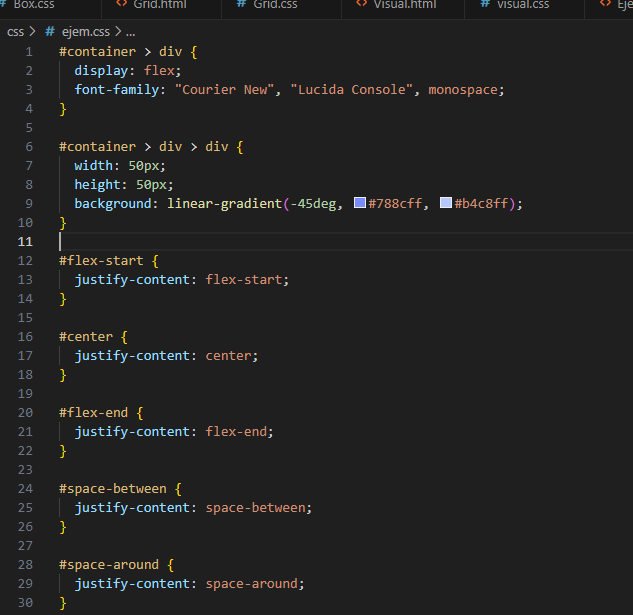 Box.css <> Grid.html # Grid.css <> Visual.html # visual.css <> Eje
css > # ejem.css > ...
1 #container > div {
2 display: flex;
3 font-family: "Courier New", "Lucida Console", monospace;
4 }
5
6 #container > div > div {
7 width: 50px;
8 height: 50px;
9 background: linear-gradient(-45deg, #788cff, #b4c8ff);
10 }
11
12 #flex-start {
13 justify-content: flex-start;
14 }
15
16 #center {
17 justify-content: center;
18 }
19
20 #flex-end {
21 justify-content: flex-end;
22 }
23
24 #space-between {
25 justify-content: space-between;
26 }
27
28 #space-around {
29 justify-content: space-around;
30 }